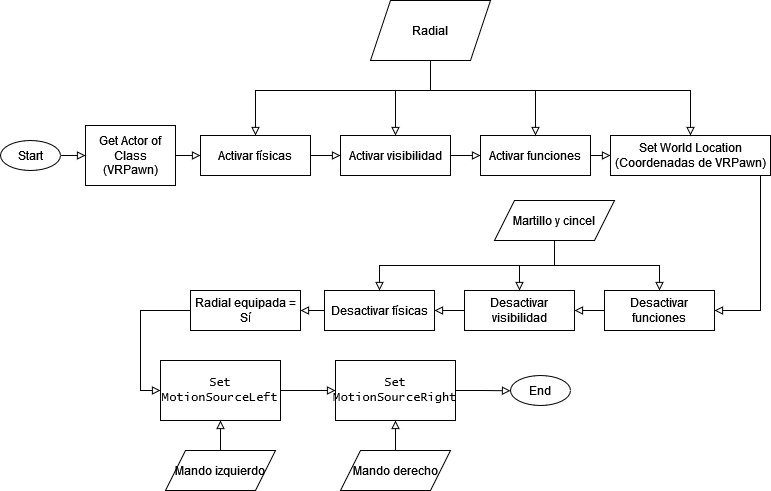 Radial
Start
Get Actor of
Class
(VRPawn)
Activar físicas
Activar visibilidad
Activar funciones
Set World Location
(Coordenadas de VRPawn)
Martillo y cincel
Radial equipada =
Sí
Desactivar físicas
Desactivar
visibilidad
Desactivar
funciones
Set
MotionSourceLeft
Set
MotionSourceRight
End
Mando izquierdo
Mando derecho